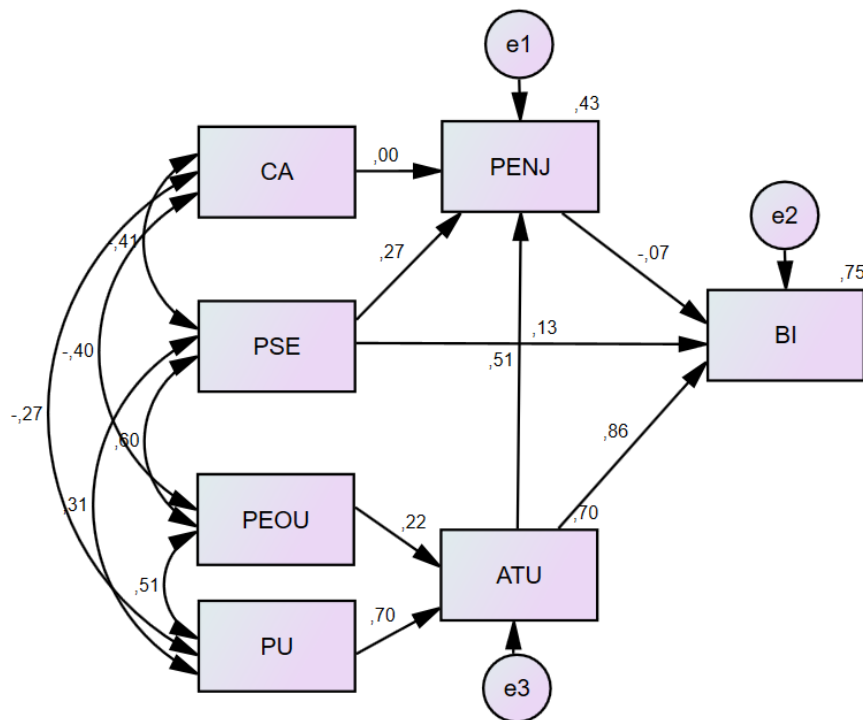 e1
,43
CA
,00
PENJ
e2
-,41
,27
-,07
,75
PSE
,13
BI
-,40
,51
-,27
,60
,86
,31
PEOU
,22
,70
ATU
,51
,70
PU
e3